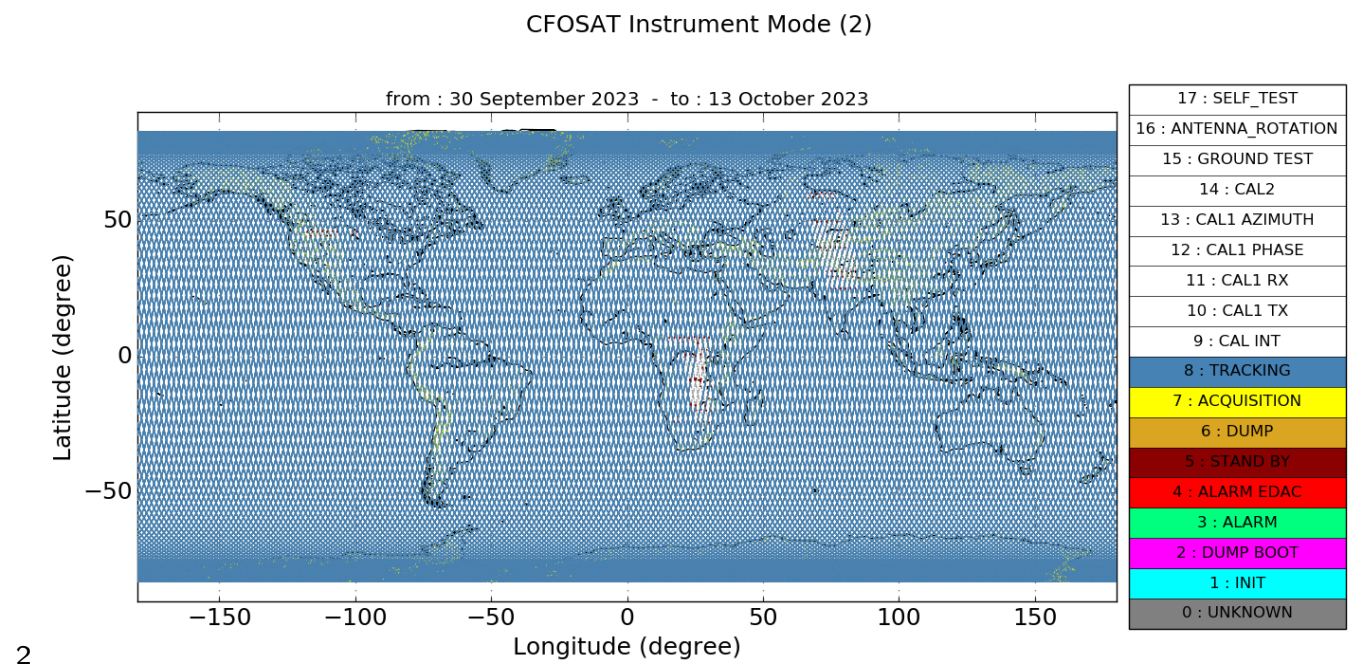 CFOSAT Instrument Mode (2)
from : 30 September 2023  -  to : 13 October 2023
17 : SELF_TEST
16 : ANTENNA_ROTATION
15 : GROUND TEST
14 : CAL2
13 : CAL1 AZIMUTH
12 : CAL1 PHASE
11 : CAL1 RX
10 : CAL1 TX
9 : CAL INT
8 : TRACKING
7 : ACQUISITION
6 : DUMP
5 : STAND BY
4 : ALARM EDAC
3 : ALARM
2 : DUMP BOOT
1 : INIT
0 : UNKNOWN
Latitude (degree)
50
0
−50
−150 −100 −50 0 50 100 150
Longitude (degree)
2